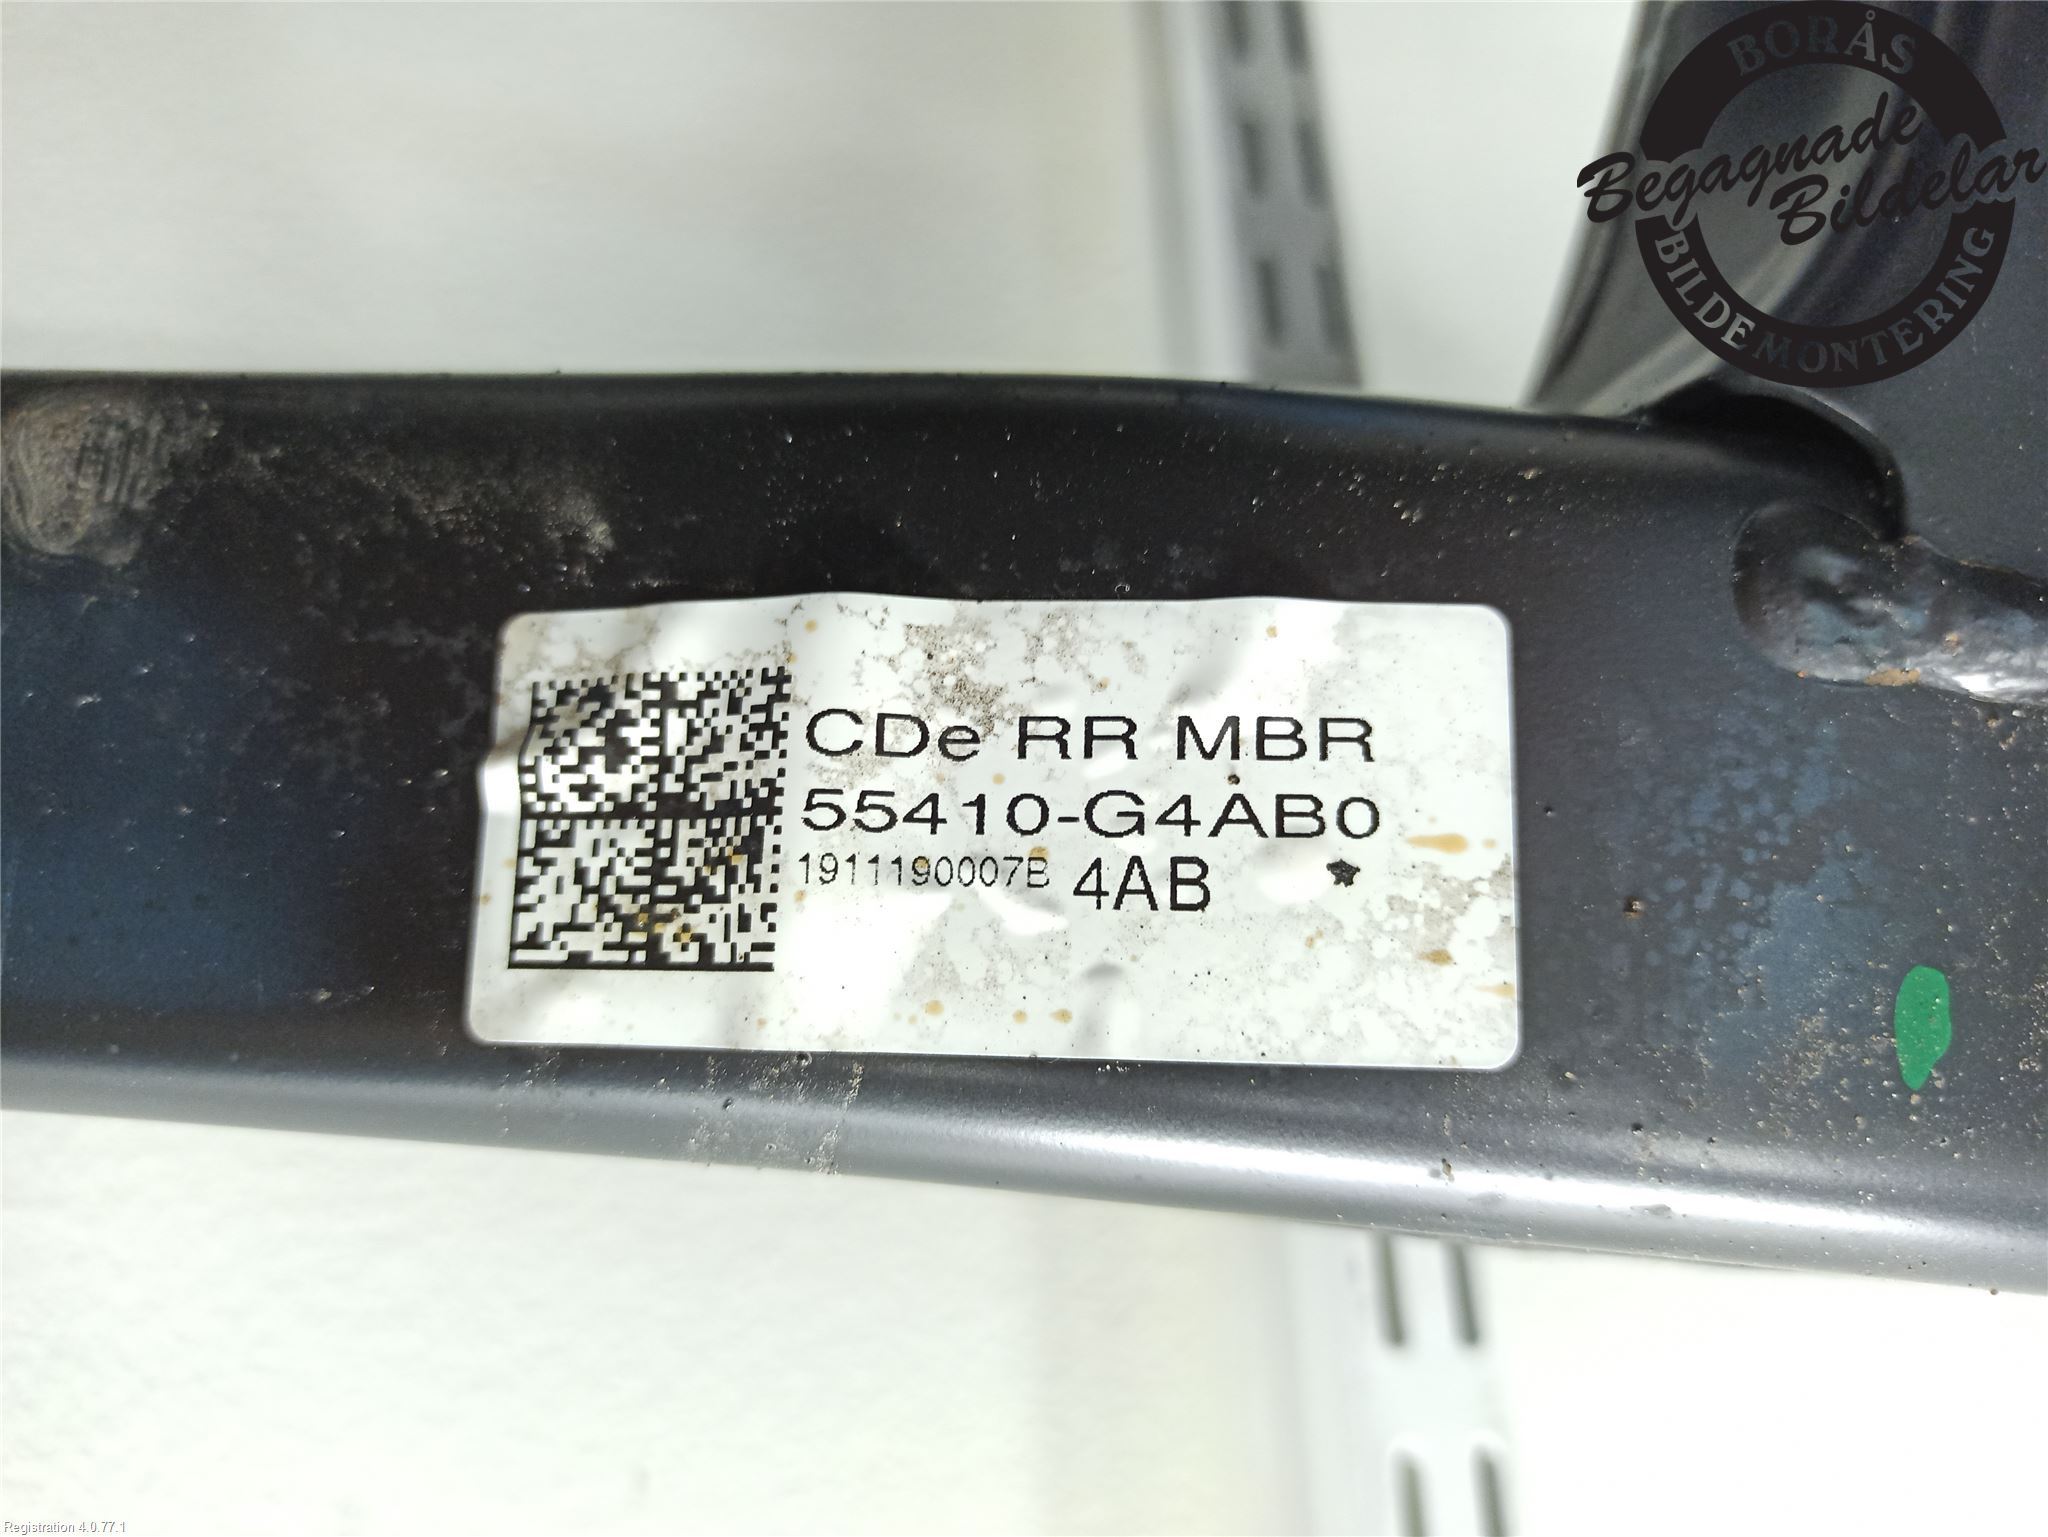 BORÅS
Begagnade
Bildelar
BILDEMONTERING
CDe RR MBR
55410-G4AB0
1911190007B 4AB
Registration 4.0.77.1